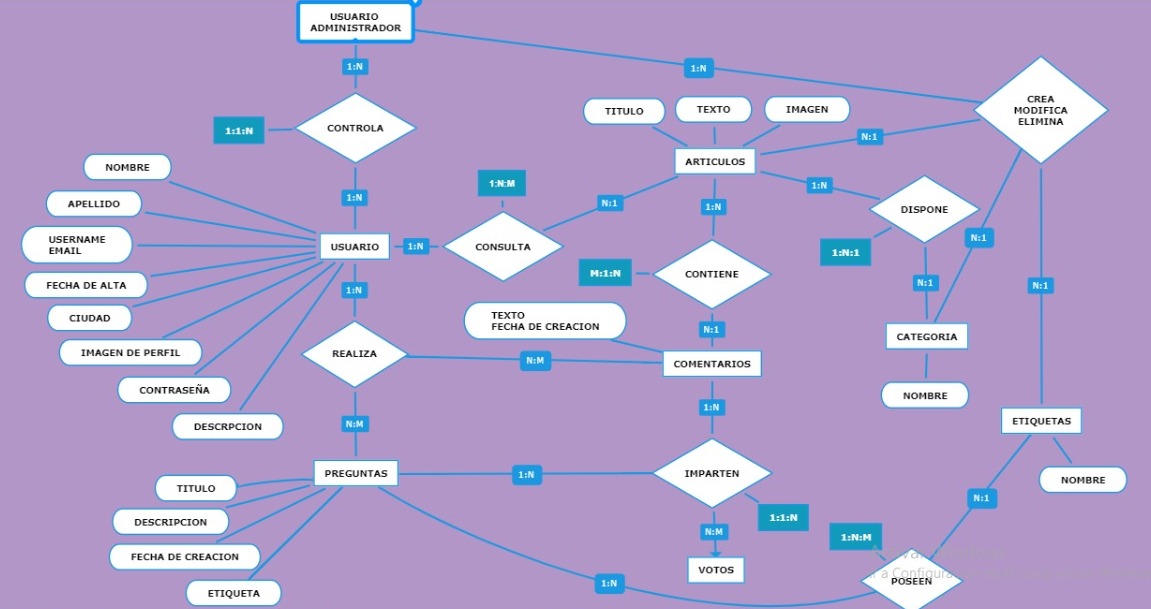 USUARIO
ADMINISTRADOR
1:N
1:N
CREA
MODIFICA
ELIMINA
TITULO
TEXTO
IMAGEN
1:1:N
CONTROLA
N:1
NOMBRE
ARTICULOS
1:N:M
1:N
1:N
APELLIDO
N:1
1:N
DISPONE
USERNAME
EMAIL
USUARIO
1:N
CONSULTA
N:1
1:N:1
FECHA DE ALTA
M:1:N
CONTIENE
1:N
N:1
N:1
CIUDAD
TEXTO
FECHA DE CREACION
N:1
CATEGORIA
IMAGEN DE PERFIL
REALIZA
N:M
COMENTARIOS
CONTRASEÑA
NOMBRE
1:N
DESCRPCION
N:M
ETIQUETAS
PREGUNTAS
1:N
IMPARTEN
NOMBRE
TITULO
N:1
DESCRIPCION
1:1:N
N:M
1:N:M
FECHA DE CREACION
VOTOS
a Configura
POSEEN
1:N
ETIQUETA